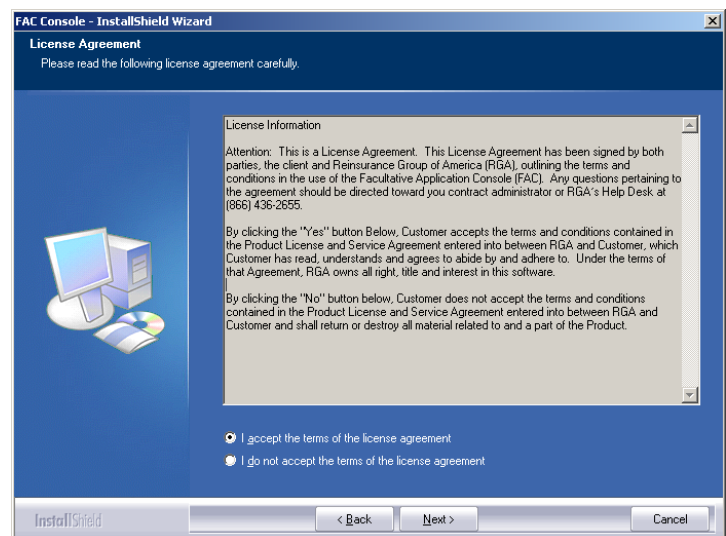 FAC Console - InstallShield Wizard
License Agreement
Please read the following license agreement carefully.
License Information
Attention: This is a License Agreement. This License Agreement has been signed by both
parties, the client and Reinsurance Group of America (RGA), outlining the terms and
conditions in the use of the Facultative Application Console (FAC). Any questions pertaining to
the agreement should be directed toward you contract administrator or RGA's Help Desk at
(866) 436-2655.
By clicking the "Yes" button Below, Customer accepts the terms and conditions contained in
the Product License and Service Agreement entered into between RGA and Customer, which
Customer has read, understands and agrees to abide by and adhere to. Under the terms of
that Agreement, RGA owns all right, title and interest in this software.
By clicking the "No" button below, Customer does not accept the terms and conditions
contained in the Product License and Service Agreement entered into between RGA and
Customer and shall return or destroy all material related to and a part of the Product.
I accept the terms of the license agreement
I do not accept the terms of the license agreement
InstallShield
< Back
Next >
Cancel